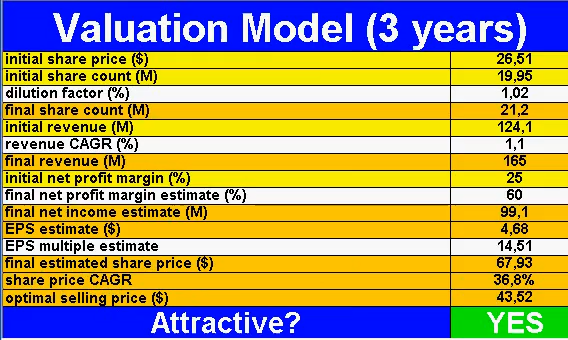 Valuation Model (3 years)
initial share price ($) 26,51
initial share count (M) 19,95
dilution factor (%) 1,02
final share count (M) 21,2
initial revenue (M) 124,1
revenue CAGR (%) 1,1
final revenue (M) 165
initial net profit margin (%) 25
final net profit margin estimate (%) 60
final net income estimate (M) 99,1
EPS estimate ($) 4,68
EPS multiple estimate 14,51
final estimated share price ($) 67,93
share price CAGR 36,8%
optimal selling price ($) 43,52
Attractive? YES